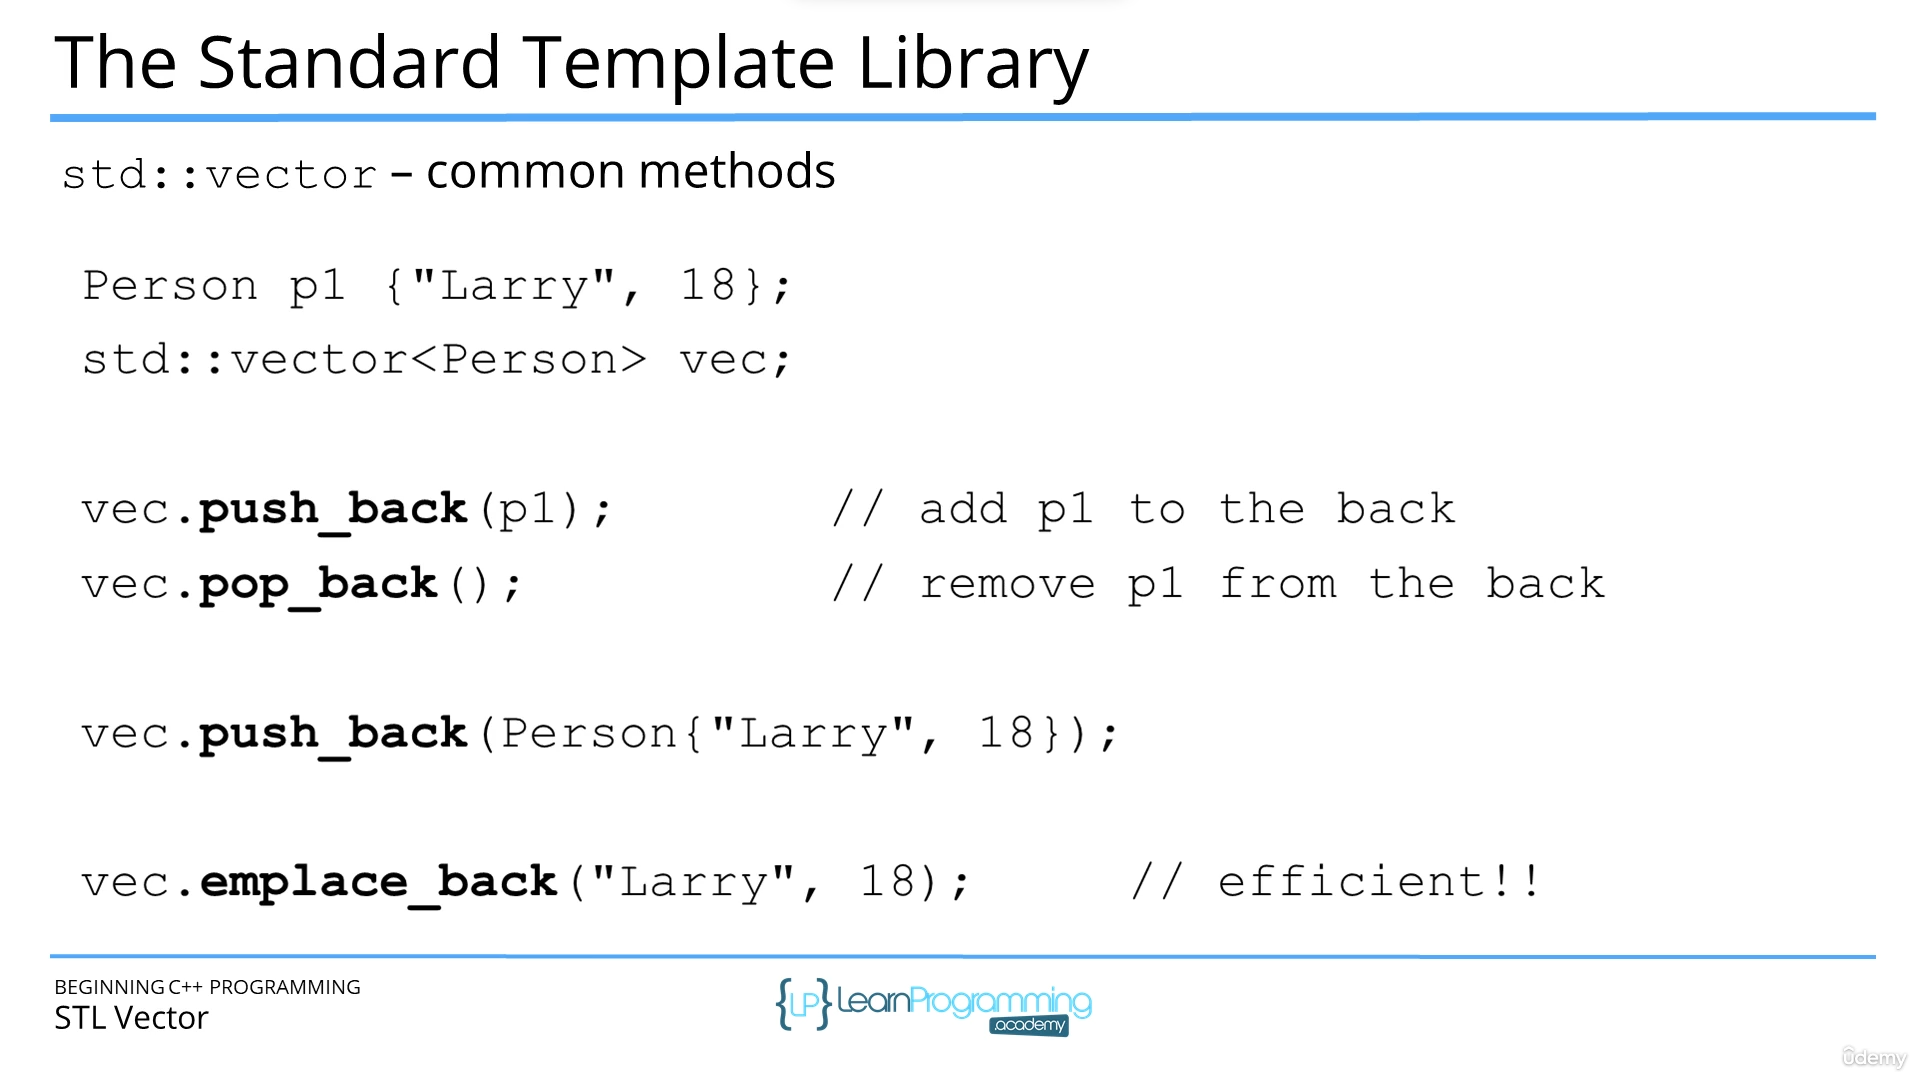 The Standard Template Library
std::vector – common methods
Person p1 {"Larry", 18};
std::vector<Person> vec;
vec.push_back(p1); // add p1 to the back
vec.pop_back(); // remove p1 from the back
vec.push_back(Person{"Larry", 18});
vec.emplace_back("Larry", 18); // efficient!!
BEGINNING C++ PROGRAMMING
STL Vector
{LP} LearnProgramming
.academy
ûdemy